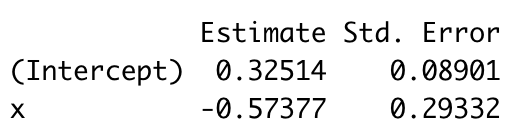 Estimate Std. Error
(Intercept) 0.32514 0.08901
x -0.57377 0.29332